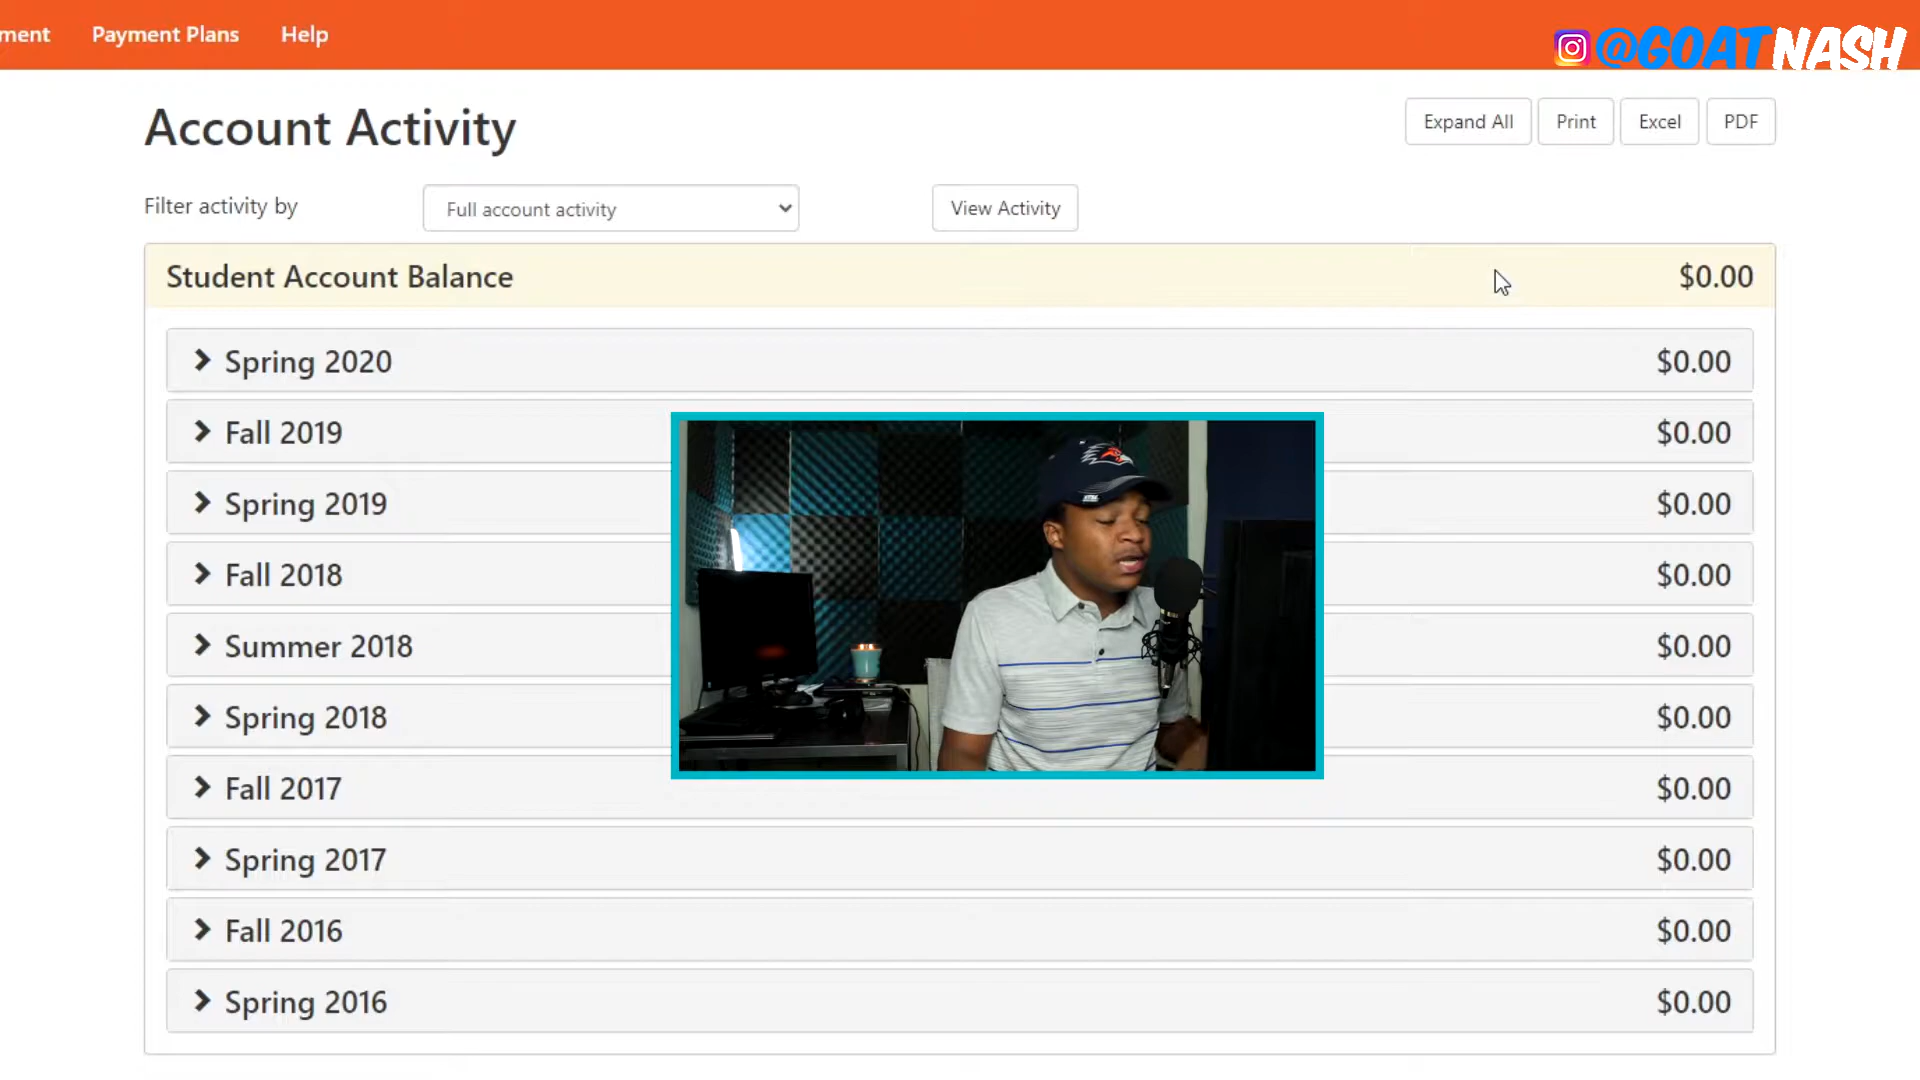 ment Payment Plans Help
@GOATNASH
Account Activity
Expand All Print Excel PDF
Filter activity by Full account activity View Activity
Student Account Balance $0.00
Spring 2020 $0.00
Fall 2019 $0.00
Spring 2019 $0.00
Fall 2018 $0.00
Summer 2018 $0.00
Spring 2018 $0.00
Fall 2017 $0.00
Spring 2017 $0.00
Fall 2016 $0.00
Spring 2016 $0.00